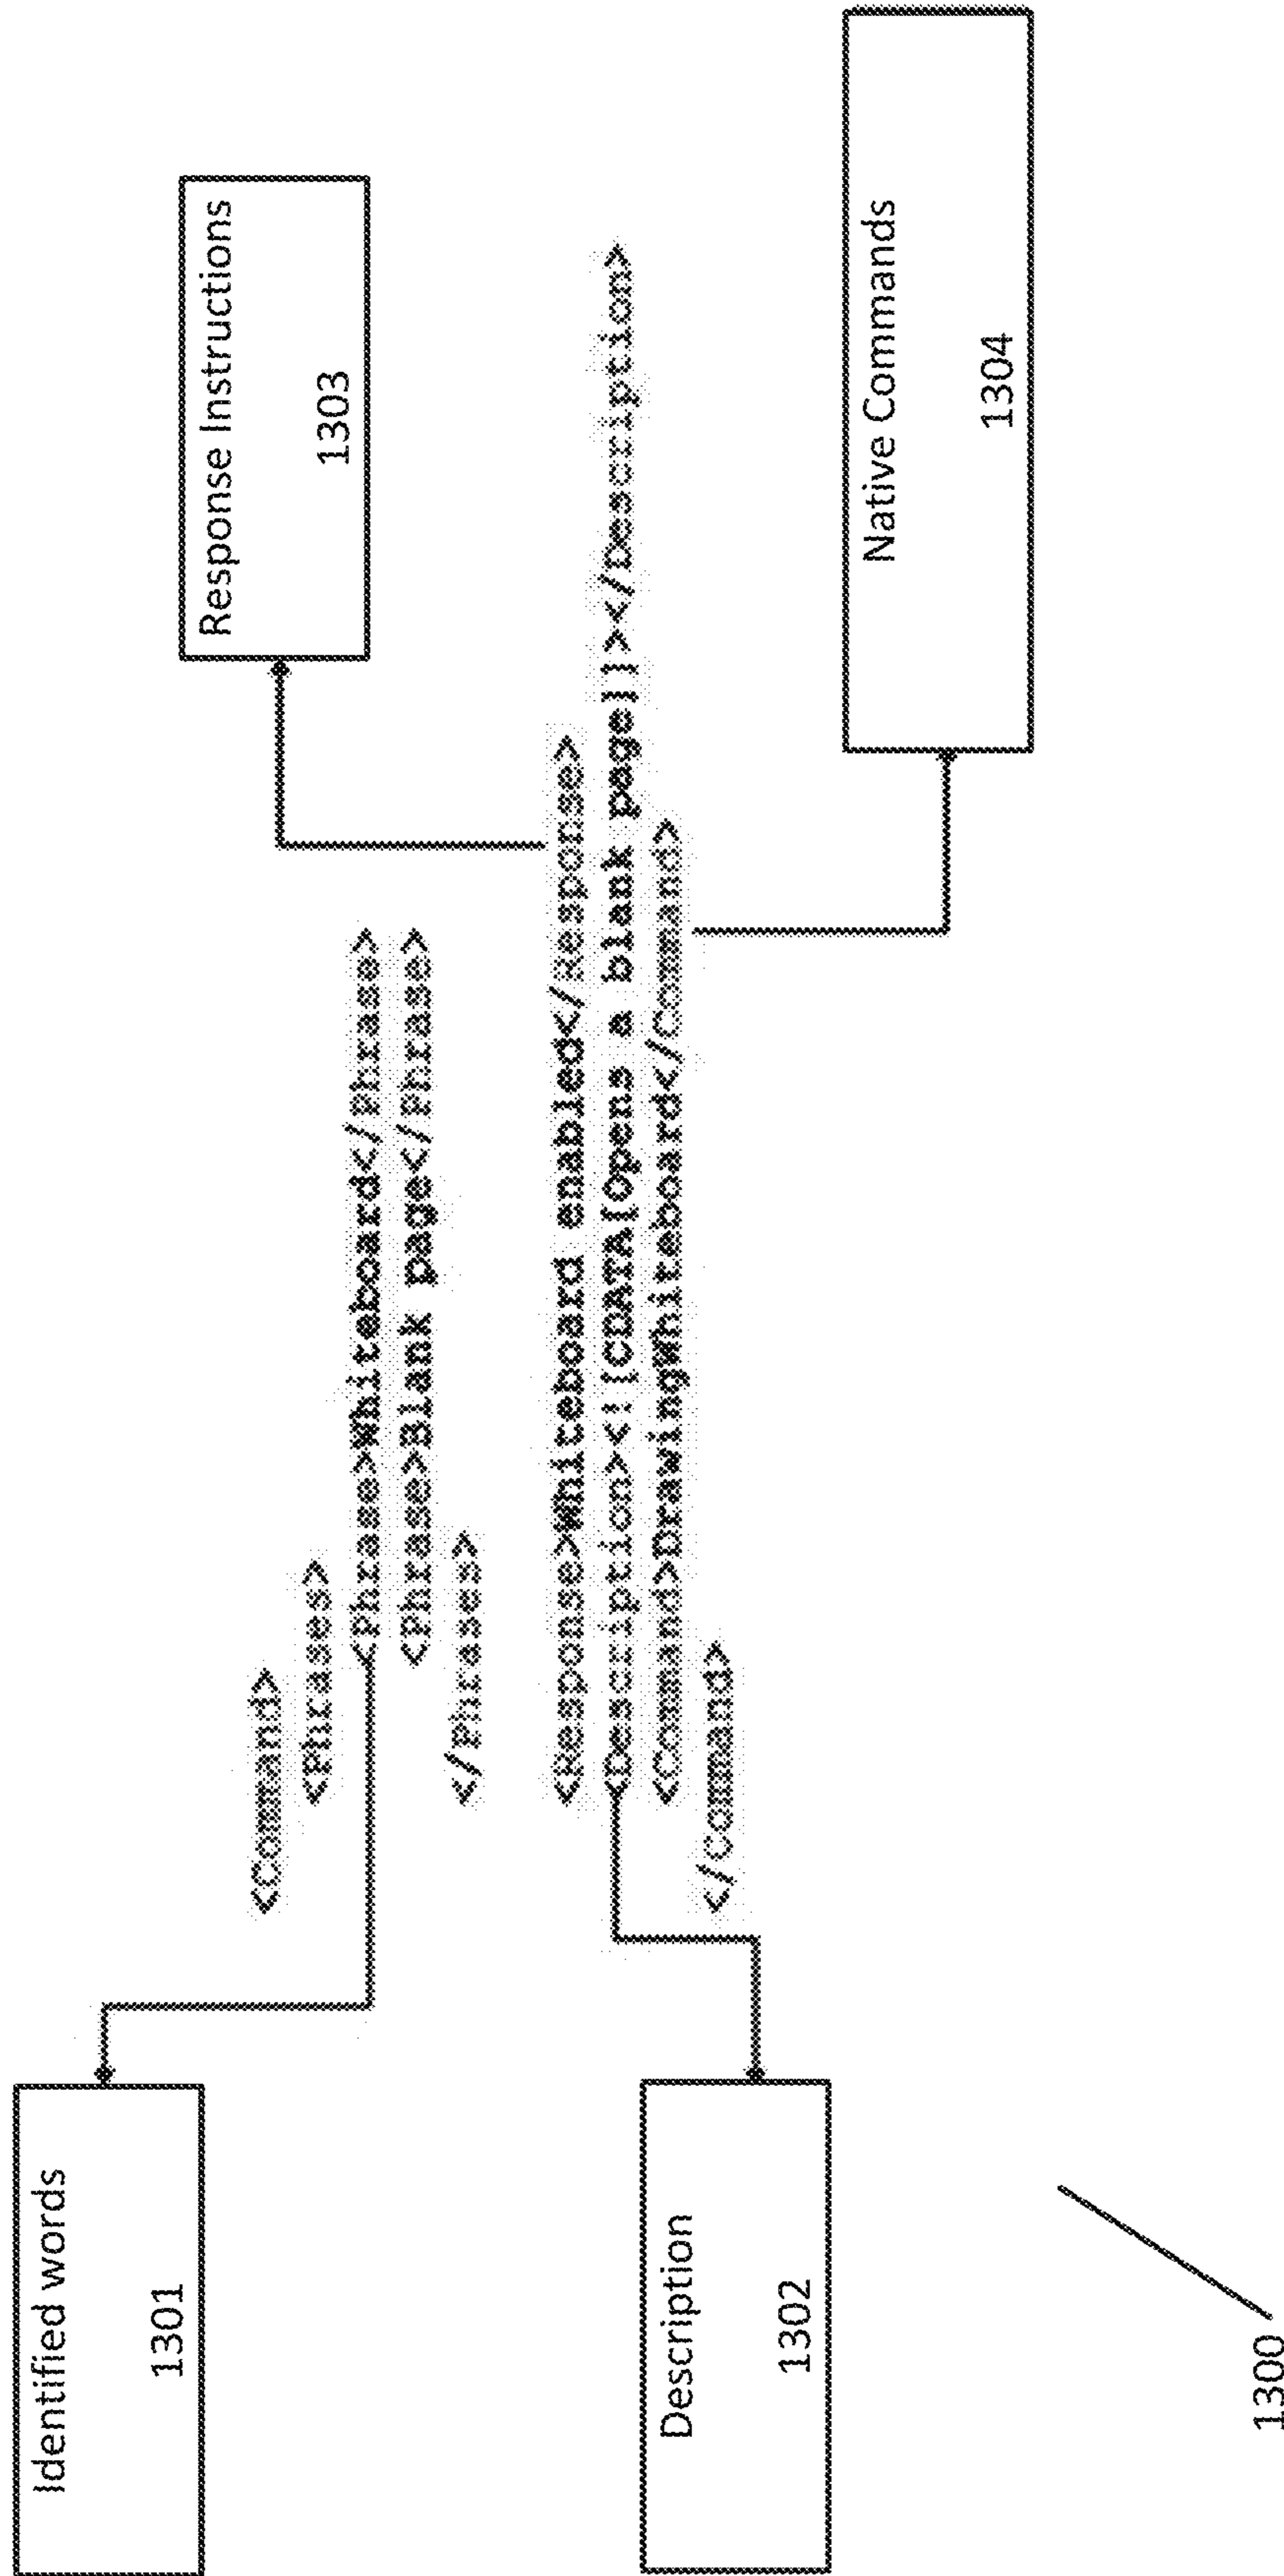 Identified words
1301
Response Instructions
1303
<Command>
<Phrases>
<Phrase>Whiteboard</Phrase>
<Phrase>Blank page</Phrase>
</Phrases>
<Response>Whiteboard enabled</Response>
<Description><![CDATA[Opens a blank page]]></Description>
<Command>DrawingWhiteboard</Command>
</Command>
Description
1302
Native Commands
1304
1300